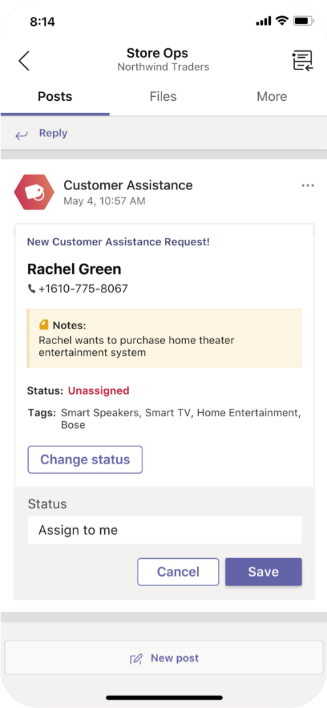 8:14
Store Ops
Northwind Traders
Posts
Files
More
Reply
Customer Assistance
May 4, 10:57 AM
New Customer Assistance Request!
Rachel Green
+1610-775-8067
Notes:
Rachel wants to purchase home theater
entertainment system
Status: Unassigned
Tags: Smart Speakers, Smart TV, Home Entertainment,
Bose
Change status
Status
Assign to me
Cancel
Save
New post